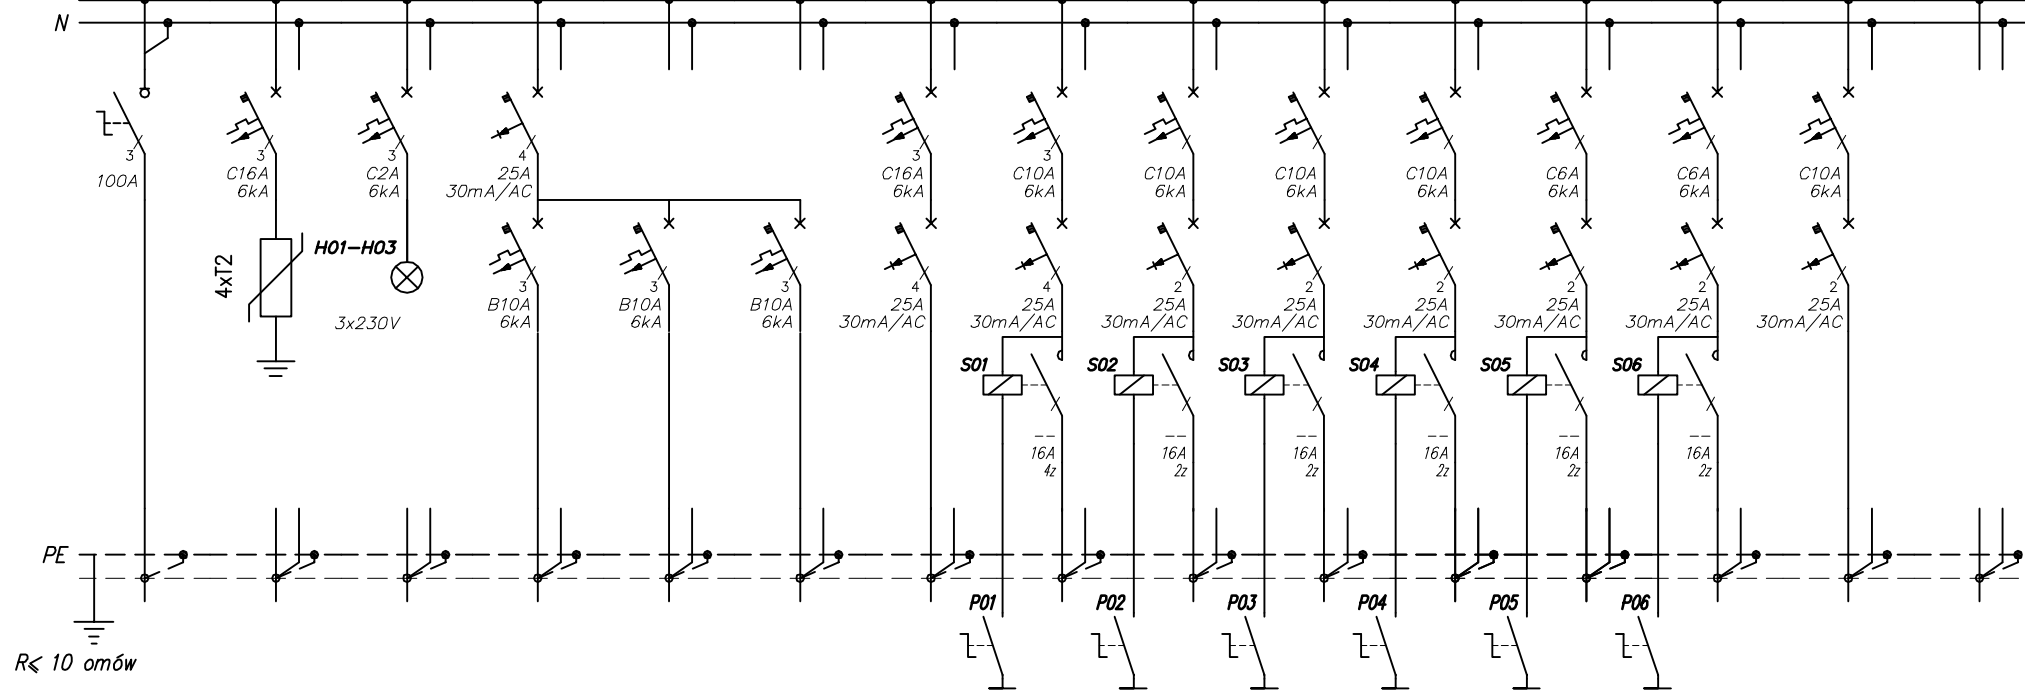 N
3 3 3 4 3 3
100A C16A C2A 25A C16A C10A C10A C10A C10A C6A C6A C10A
6kA 6kA 30mA/AC 6kA 6kA 6kA 6kA 6kA 6kA 6kA 6kA
4xT2
H01-H03
3 3 3 4 4 2 2 2 2 2 2
B10A B10A B10A 25A 25A 25A 25A 25A 25A 25A 25A
3x230V 6kA 6kA 6kA 30mA/AC 30mA/AC 30mA/AC 30mA/AC 30mA/AC 30mA/AC 30mA/AC 30mA/AC
S01 S02 S03 S04 S05 S06
-- -- -- -- -- --
16A 16A 16A 16A 16A 16A
4z 2z 2z 2z 2z 2z
PE
P01 P02 P03 P04 P05 P06
R⩽ 10 omów